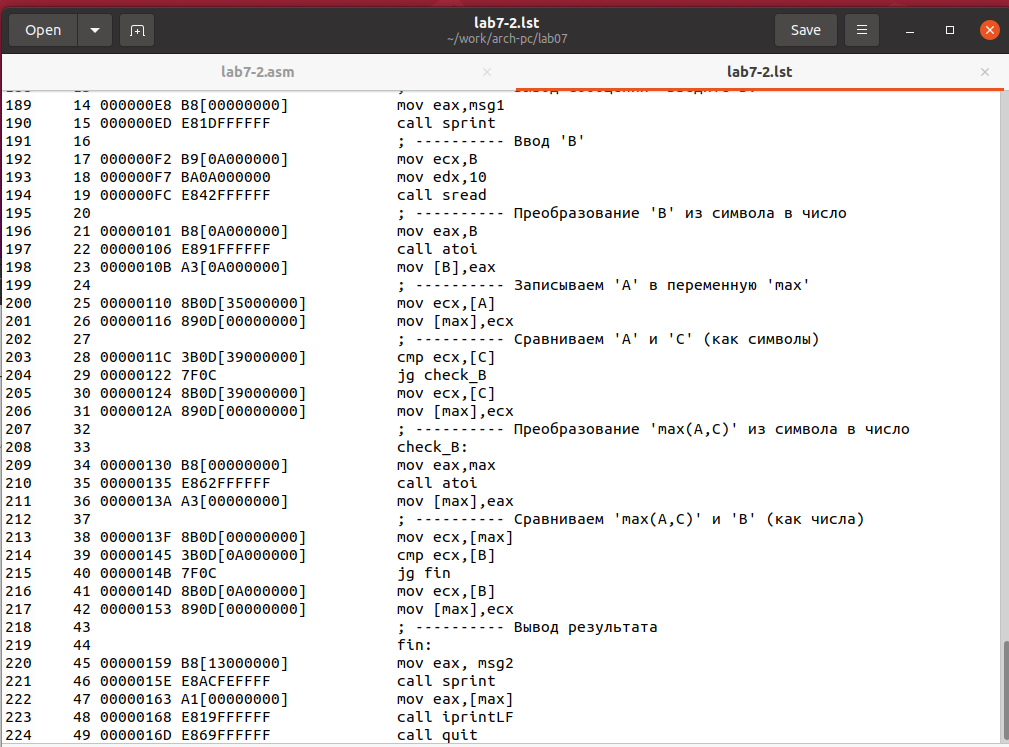 Open
lab7-2.lst
~/work/arch-pc/lab07
Save
lab7-2.asm
lab7-2.lst
189 14 000000E8 B8[00000000] mov eax,msg1
190 15 000000ED E81DFFFFFF call sprint
191 16 ; ---------- Ввод 'B'
192 17 000000F2 B9[0A000000] mov ecx,B
193 18 000000F7 BA0A000000 mov edx,10
194 19 000000FC E842FFFFFF call sread
195 20 ; ---------- Преобразование 'B' из символа в число
196 21 00000101 B8[0A000000] mov eax,B
197 22 00000106 E891FFFFFF call atoi
198 23 0000010B A3[0A000000] mov [B],eax
199 24 ; ---------- Записываем 'A' в переменную 'max'
200 25 00000110 8B0D[35000000] mov ecx,[A]
201 26 00000116 890D[00000000] mov [max],ecx
202 27 ; ---------- Сравниваем 'A' и 'С' (как символы)
203 28 0000011C 3B0D[39000000] cmp ecx,[C]
204 29 00000122 7F0C jg check_B
205 30 00000124 8B0D[39000000] mov ecx,[C]
206 31 0000012A 890D[00000000] mov [max],ecx
207 32 ; ---------- Преобразование 'max(A,C)' из символа в число
208 33 check_B:
209 34 00000130 B8[00000000] mov eax,max
210 35 00000135 E862FFFFFF call atoi
211 36 0000013A A3[00000000] mov [max],eax
212 37 ; ---------- Сравниваем 'max(A,C)' и 'B' (как числа)
213 38 0000013F 8B0D[00000000] mov ecx,[max]
214 39 00000145 3B0D[0A000000] cmp ecx,[B]
215 40 0000014B 7F0C jg fin
216 41 0000014D 8B0D[0A000000] mov ecx,[B]
217 42 00000153 890D[00000000] mov [max],ecx
218 43 ; ---------- Вывод результата
219 44 fin:
220 45 00000159 B8[13000000] mov eax, msg2
221 46 0000015E E8ACFEFFFF call sprint
222 47 00000163 A1[00000000] mov eax,[max]
223 48 00000168 E819FFFFFF call iprintLF
224 49 0000016D E869FFFFFF call quit